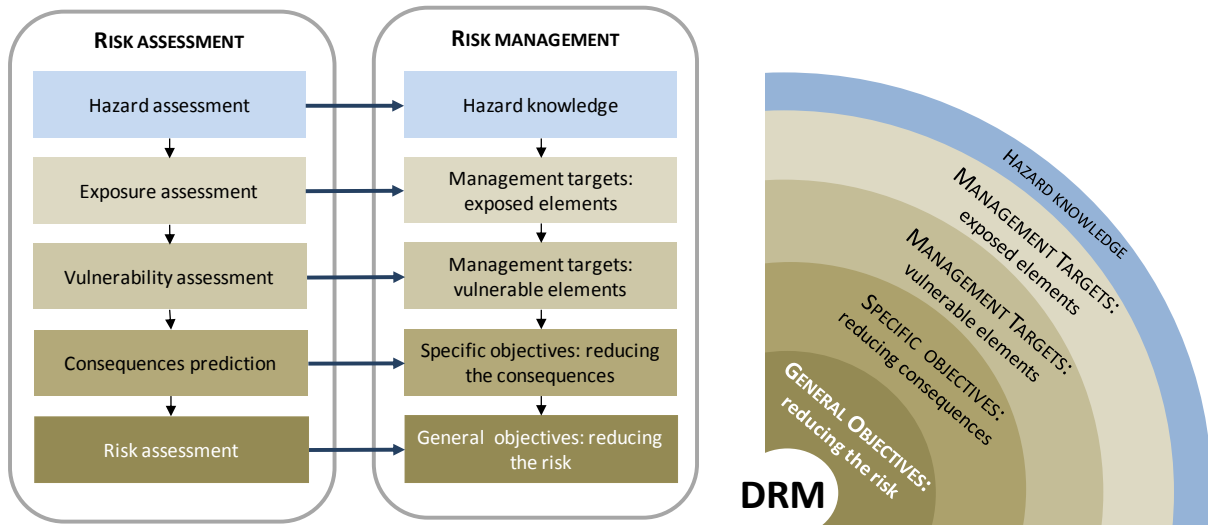 RISK ASSESSMENT
Hazard assessment
Exposure assessment
Vulnerability assessment
Consequences prediction
Risk assessment
RISK MANAGEMENT
Hazard knowledge
Management targets:
exposed elements
Management targets:
vulnerable elements
Specific objectives: reducing
the consequences
General objectives: reducing
the risk
HAZARD KNOWLEDGE
MANAGEMENT TARGETS:
exposed elements
MANAGEMENT TARGETS:
vulnerable elements
SPECIFIC OBJECTIVES:
reducing consequences
GENERAL OBJECTIVES:
reducing the risk
DRM